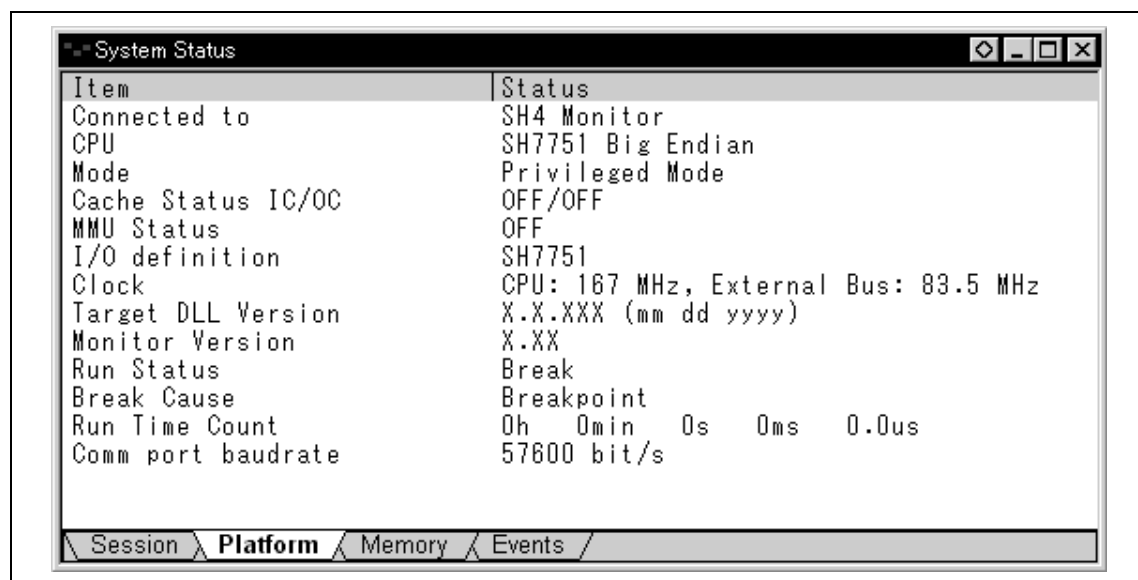 System Status
Item Status
Connected to SH4 Monitor
CPU SH7751 Big Endian
Mode Privileged Mode
Cache Status IC/OC OFF/OFF
MMU Status OFF
I/O definition SH7751
Clock CPU: 167 MHz, External Bus: 83.5 MHz
Target DLL Version X.X.XXX (mm dd yyyy)
Monitor Version X.XX
Run Status Break
Break Cause Breakpoint
Run Time Count 0h 0min 0s 0ms 0.0us
Comm port baudrate 57600 bit/s
Session Platform Memory Events